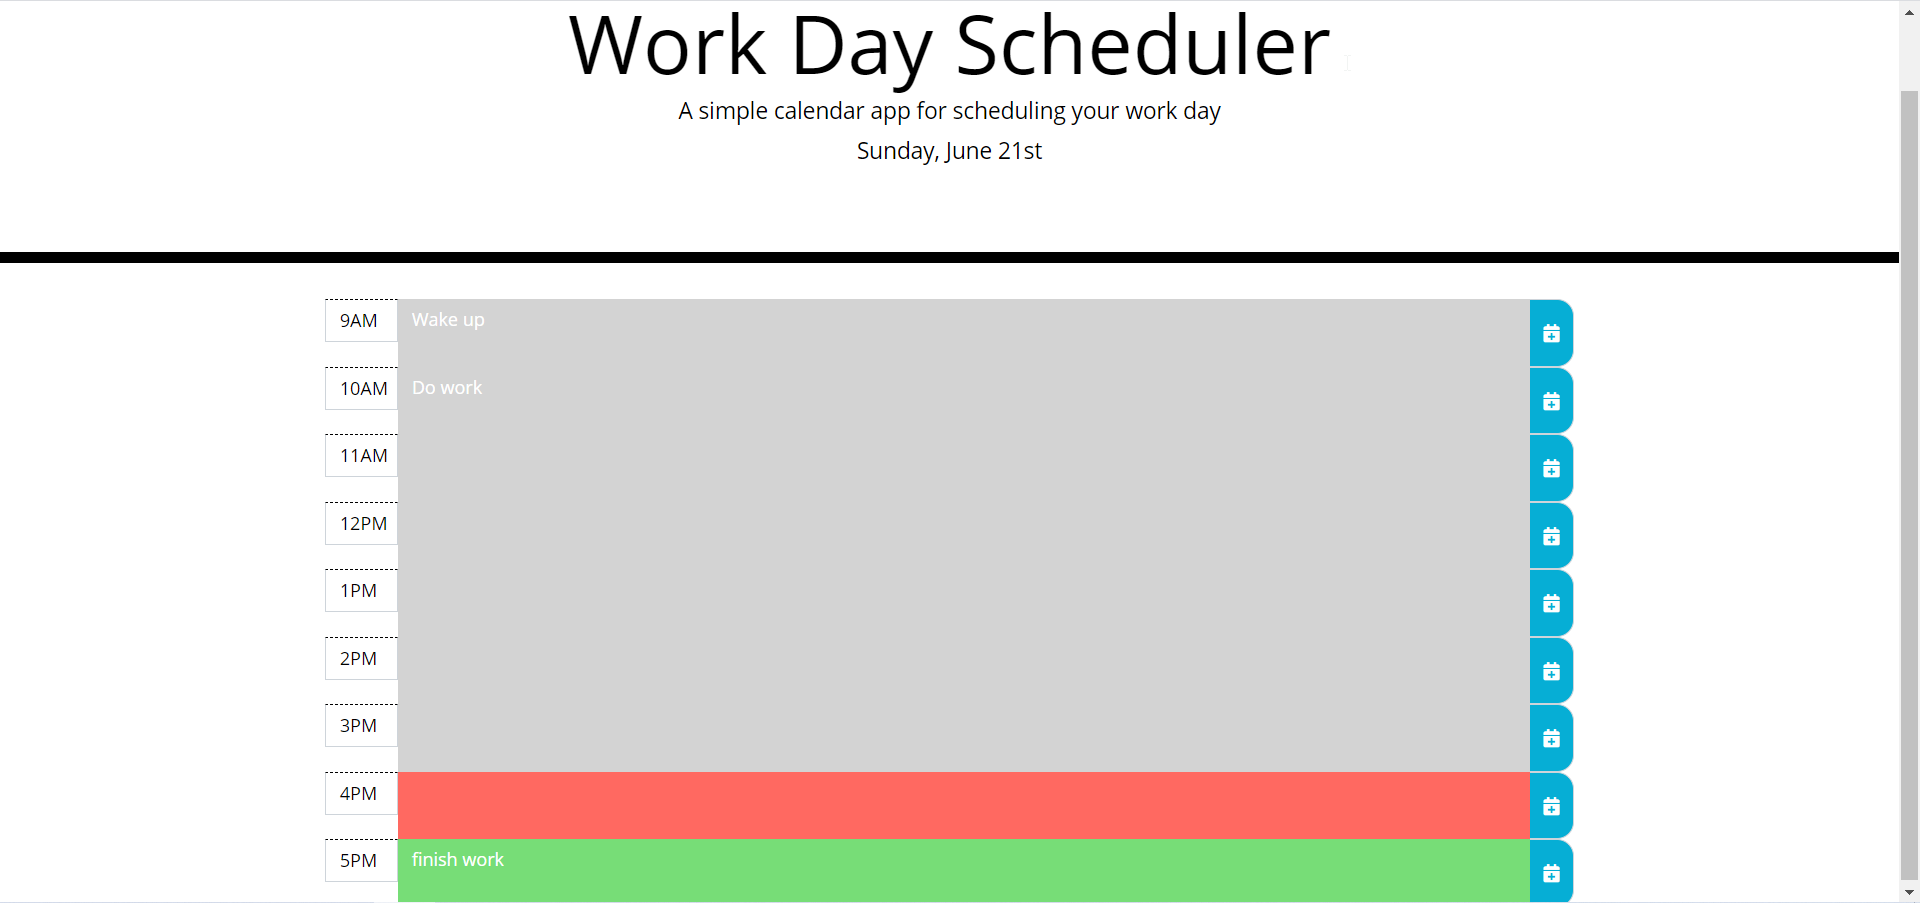 Work Day Scheduler
A simple calendar app for scheduling your work day
Sunday, June 21st
9AM Wake up
10AM Do work
11AM
12PM
1PM
2PM
3PM
4PM
5PM finish work